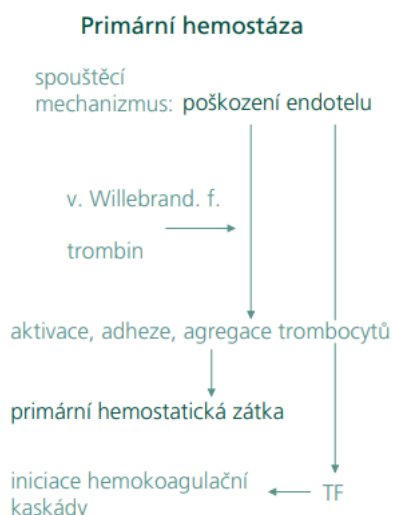 Primární hemostáza
spouštěcí
mechanizmus: poškození endotelu
v. Willebrand. f.
trombin
aktivace, adheze, agregace trombocytů
primární hemostatická zátka
iniciace hemokoagulační
kaskády
TF